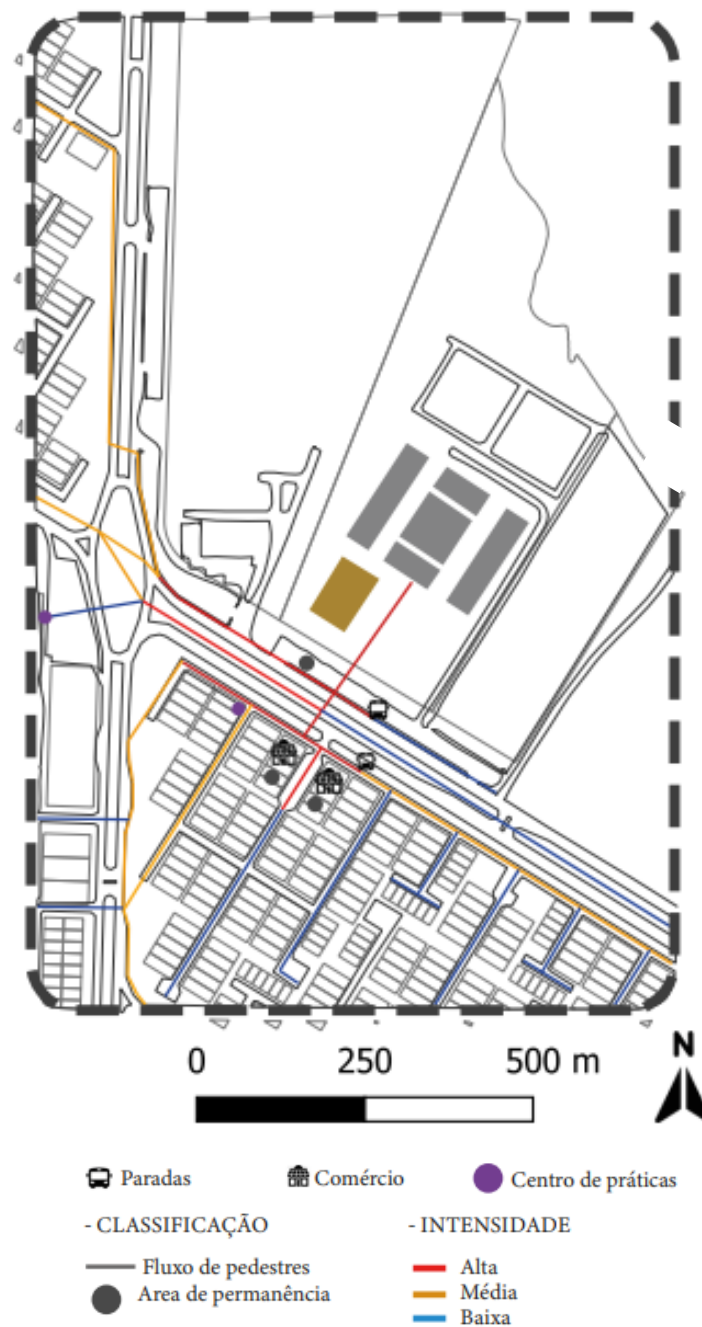 N
0 250 500 m
Paradas Comércio Centro de práticas
- CLASSIFICAÇÃO - INTENSIDADE
Fluxo de pedestres Alta
Area de permanência Média
Baixa